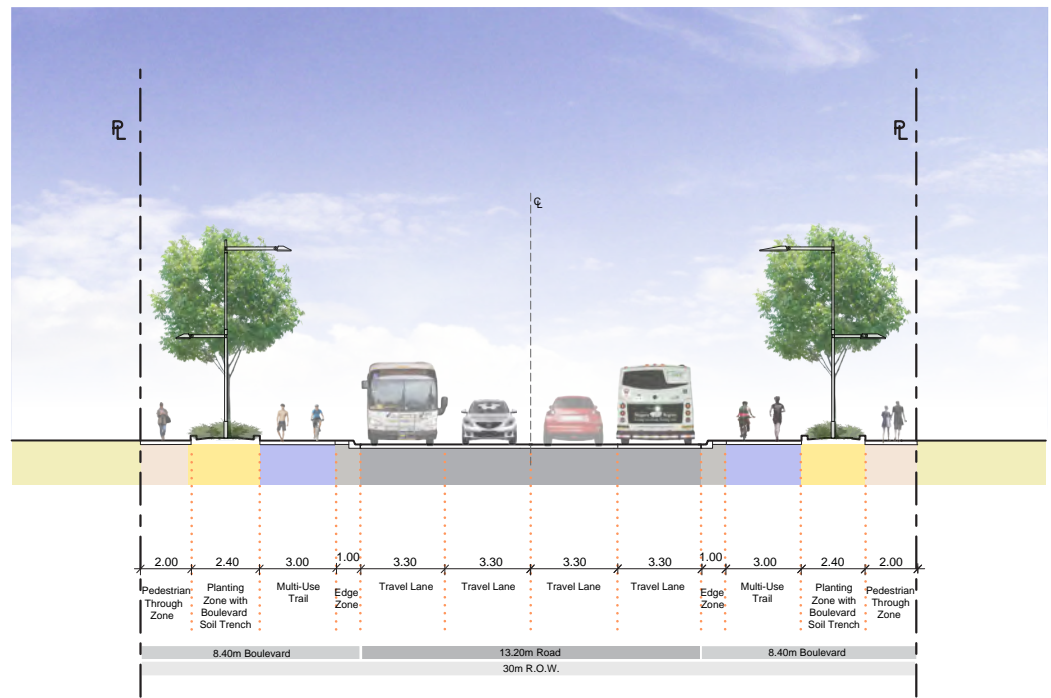 PL
PL
CL
2.00
2.40
3.00
1.00
3.30
3.30
3.30
3.30
1.00
3.00
2.40
2.00
Pedestrian
Through
Zone
Planting
Zone with
Boulevard
Soil Trench
Multi-Use
Trail
Edge
Zone
Travel Lane
Travel Lane
Travel Lane
Travel Lane
Edge
Zone
Multi-Use
Trail
Planting
Zone with
Boulevard
Soil Trench
Pedestrian
Through
Zone
8.40m Boulevard
13.20m Road
8.40m Boulevard
30m R.O.W.